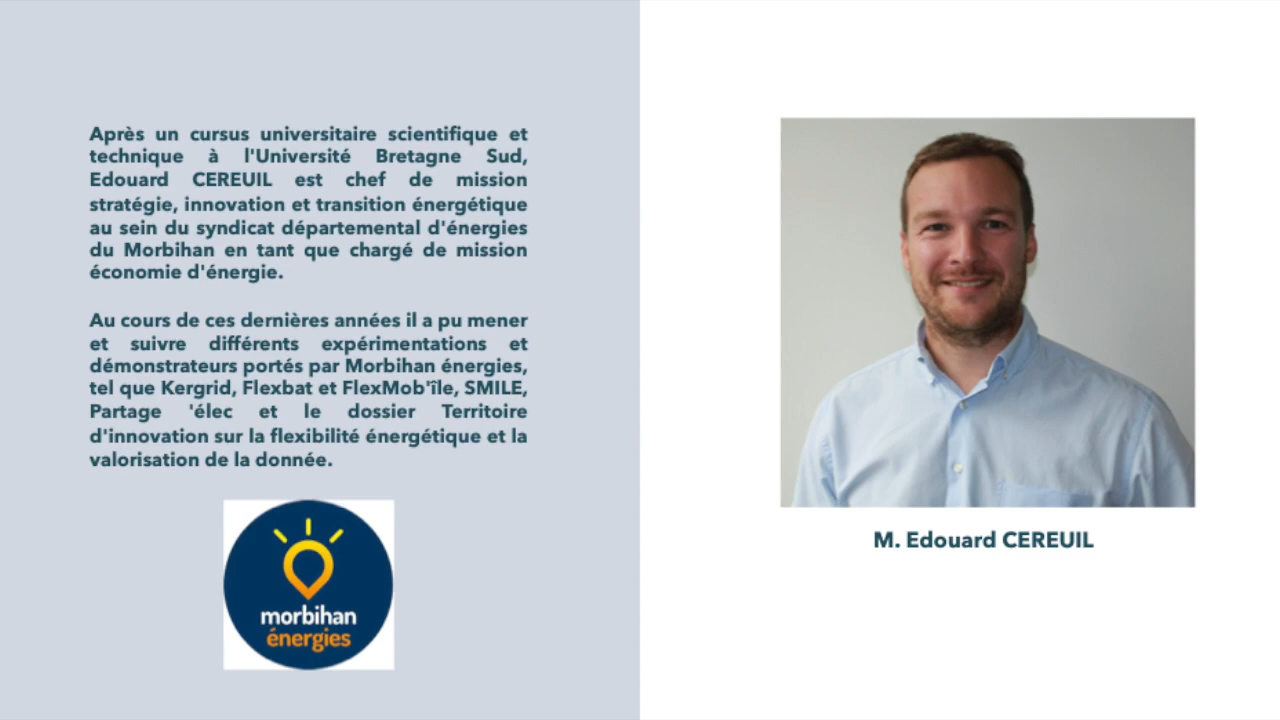 Après un cursus universitaire scientifique et
technique à l'Université Bretagne Sud,
Edouard CEREUIL est chef de mission
stratégie, innovation et transition énergétique
au sein du syndicat départemental d'énergies
du Morbihan en tant que chargé de mission
économie d'énergie.
Au cours de ces dernières années il a pu mener
et suivre différents expérimentations et
démonstrateurs portés par Morbihan énergies,
tel que Kergrid, Flexbat et FlexMob'île, SMILE,
Partage 'élec et le dossier Territoire
d'innovation sur la flexibilité énergétique et la
valorisation de la donnée.
morbihan
énergies
M. Edouard CEREUIL